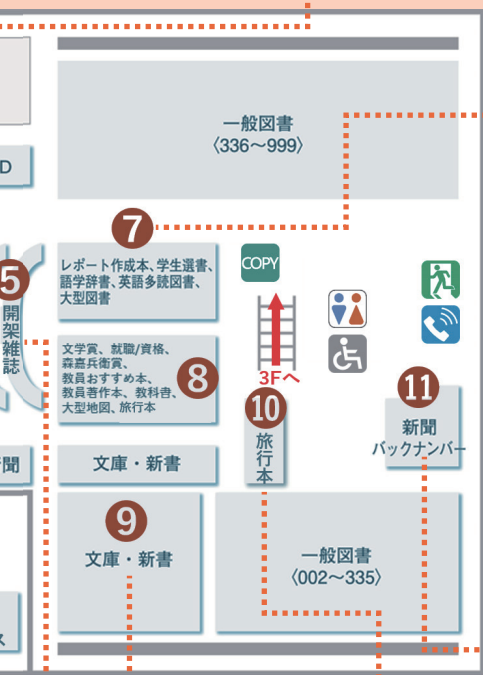 一般図書
〈336〜999〉
D
7
レポート作成本、学生選書、
語学辞書、英語多読図書、
大型図書
COPY
5
開架雑誌
文学賞、就職/資格、
森嘉兵衛賞、
教員おすすめ本、
教員著作本、教科書、
大型地図、旅行本
8
3Fへ
10
旅行本
11
新聞
バックナンバー
聞
文庫・新書
9
文庫・新書
一般図書
〈002〜335〉
ス